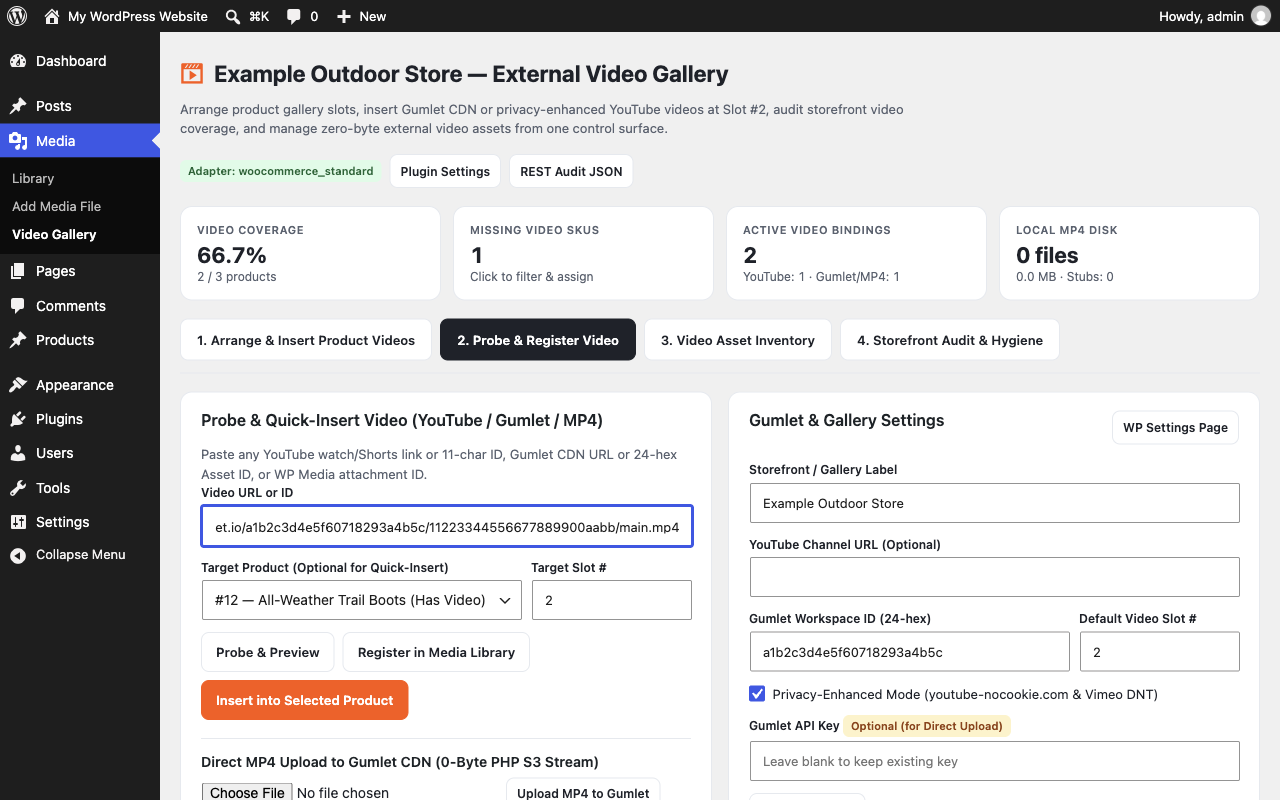 My WordPress Website
⌘K
0
New
Howdy, admin
Dashboard
Posts
Media
Library
Add Media File
Video Gallery
Pages
Comments
Products
Appearance
Plugins
Users
Tools
Settings
Collapse Menu
Example Outdoor Store — External Video Gallery
Arrange product gallery slots, insert Gumlet CDN or privacy-enhanced YouTube videos at Slot #2, audit storefront video
coverage, and manage zero-byte external video assets from one control surface.
Adapter: woocommerce_standard
Plugin Settings
REST Audit JSON
VIDEO COVERAGE
66.7%
2 / 3 products
MISSING VIDEO SKUS
1
Click to filter & assign
ACTIVE VIDEO BINDINGS
2
YouTube: 1 · Gumlet/MP4: 1
LOCAL MP4 DISK
0 files
0.0 MB · Stubs: 0
1. Arrange & Insert Product Videos
2. Probe & Register Video
3. Video Asset Inventory
4. Storefront Audit & Hygiene
Probe & Quick-Insert Video (YouTube / Gumlet / MP4)
Paste any YouTube watch/Shorts link or 11-char ID, Gumlet CDN URL or 24-hex
Asset ID, or WP Media attachment ID.
Video URL or ID
et.io/a1b2c3d4e5f60718293a4b5c/11223344556677889900aabb/main.mp4
Target Product (Optional for Quick-Insert)
Target Slot #
#12 — All-Weather Trail Boots (Has Video)
2
Probe & Preview
Register in Media Library
Insert into Selected Product
Direct MP4 Upload to Gumlet CDN (0-Byte PHP S3 Stream)
Choose File
No file chosen
Upload MP4 to Gumlet
Gumlet & Gallery Settings
WP Settings Page
Storefront / Gallery Label
Example Outdoor Store
YouTube Channel URL (Optional)
Gumlet Workspace ID (24-hex)
Default Video Slot #
a1b2c3d4e5f60718293a4b5c
2
Privacy-Enhanced Mode (youtube-nocookie.com & Vimeo DNT)
Gumlet API Key
Optional (for Direct Upload)
Leave blank to keep existing key